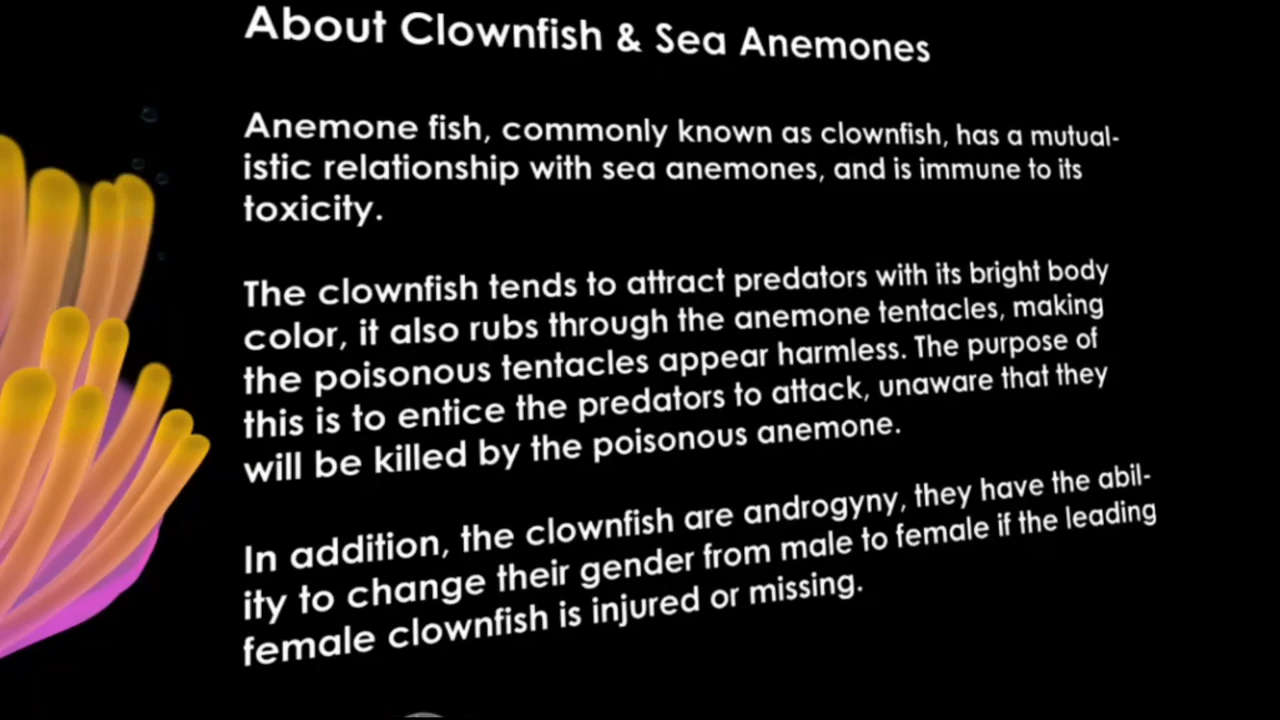 About Clownfish & Sea Anemones
Anemone fish, commonly known as clownfish, has a mutual-
istic relationship with sea anemones, and is immune to its
toxicity.
The clownfish tends to attract predators with its bright body
color, it also rubs through the anemone tentacles, making
the poisonous tentacles appear harmless. The purpose of
this is to entice the predators to attack, unaware that they
will be killed by the poisonous anemone.
In addition, the clownfish are androgyny, they have the abil-
ity to change their gender from male to female if the leading
female clownfish is injured or missing.